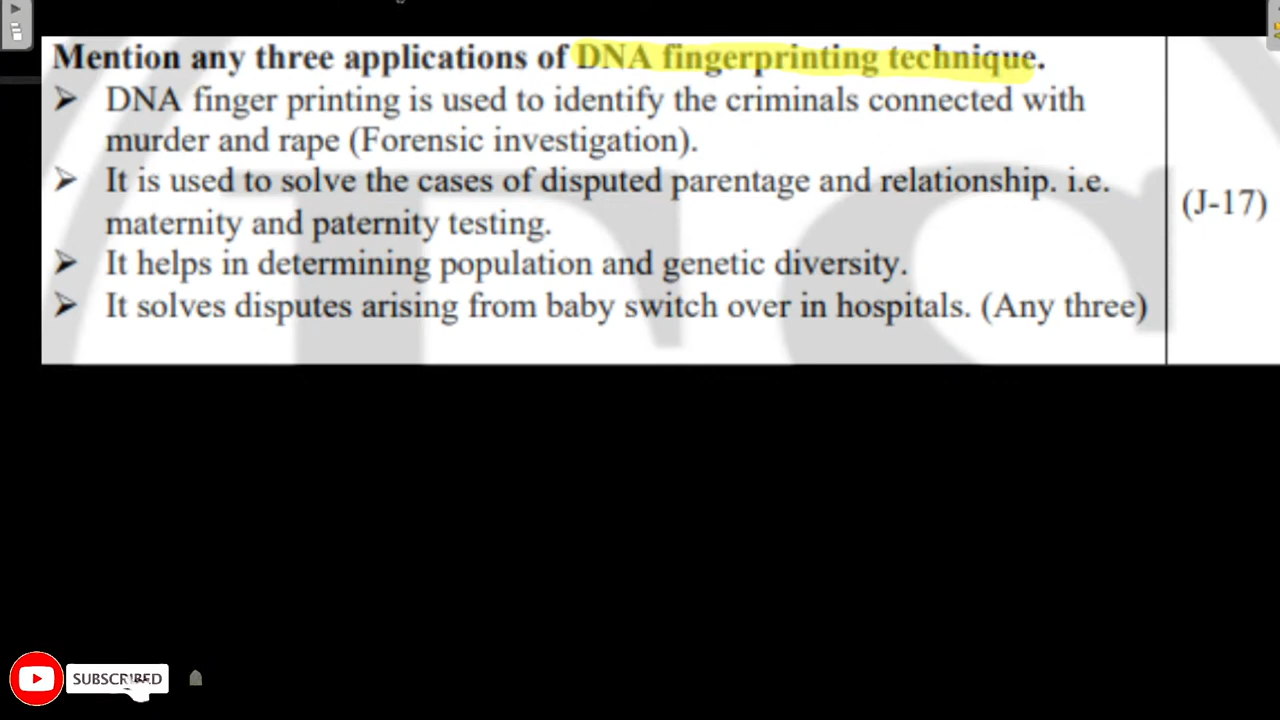 Mention any three applications of DNA fingerprinting technique.
➢ DNA finger printing is used to identify the criminals connected with
murder and rape (Forensic investigation).
➢ It is used to solve the cases of disputed parentage and relationship. i.e.
maternity and paternity testing.
(J-17)
➢ It helps in determining population and genetic diversity.
➢ It solves disputes arising from baby switch over in hospitals. (Any three)
SUBSCRIBED